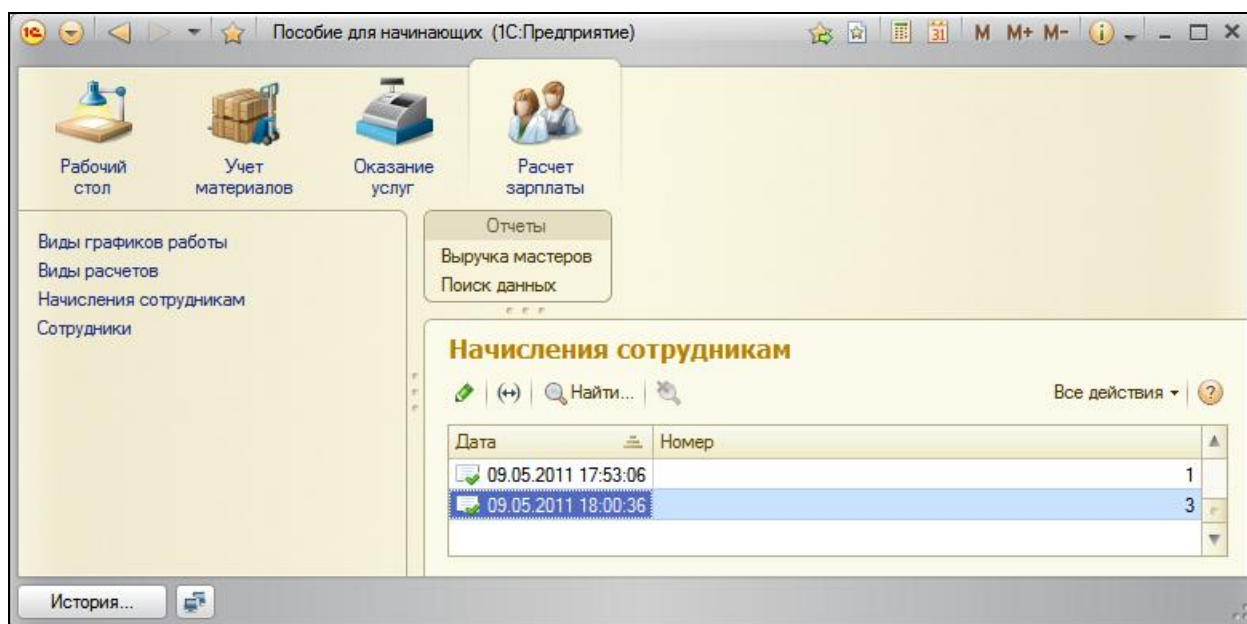 1С Пособие для начинающих (1С:Предприятие) 31 M M+ M-
Рабочий стол
Учет материалов
Оказание услуг
Расчет зарплаты
Виды графиков работы
Виды расчетов
Начисления сотрудникам
Сотрудники
Отчеты
Выручка мастеров
Поиск данных
Начисления сотрудникам
Найти... Все действия ?
Дата Номер
09.05.2011 17:53:06 1
09.05.2011 18:00:36 3
История...